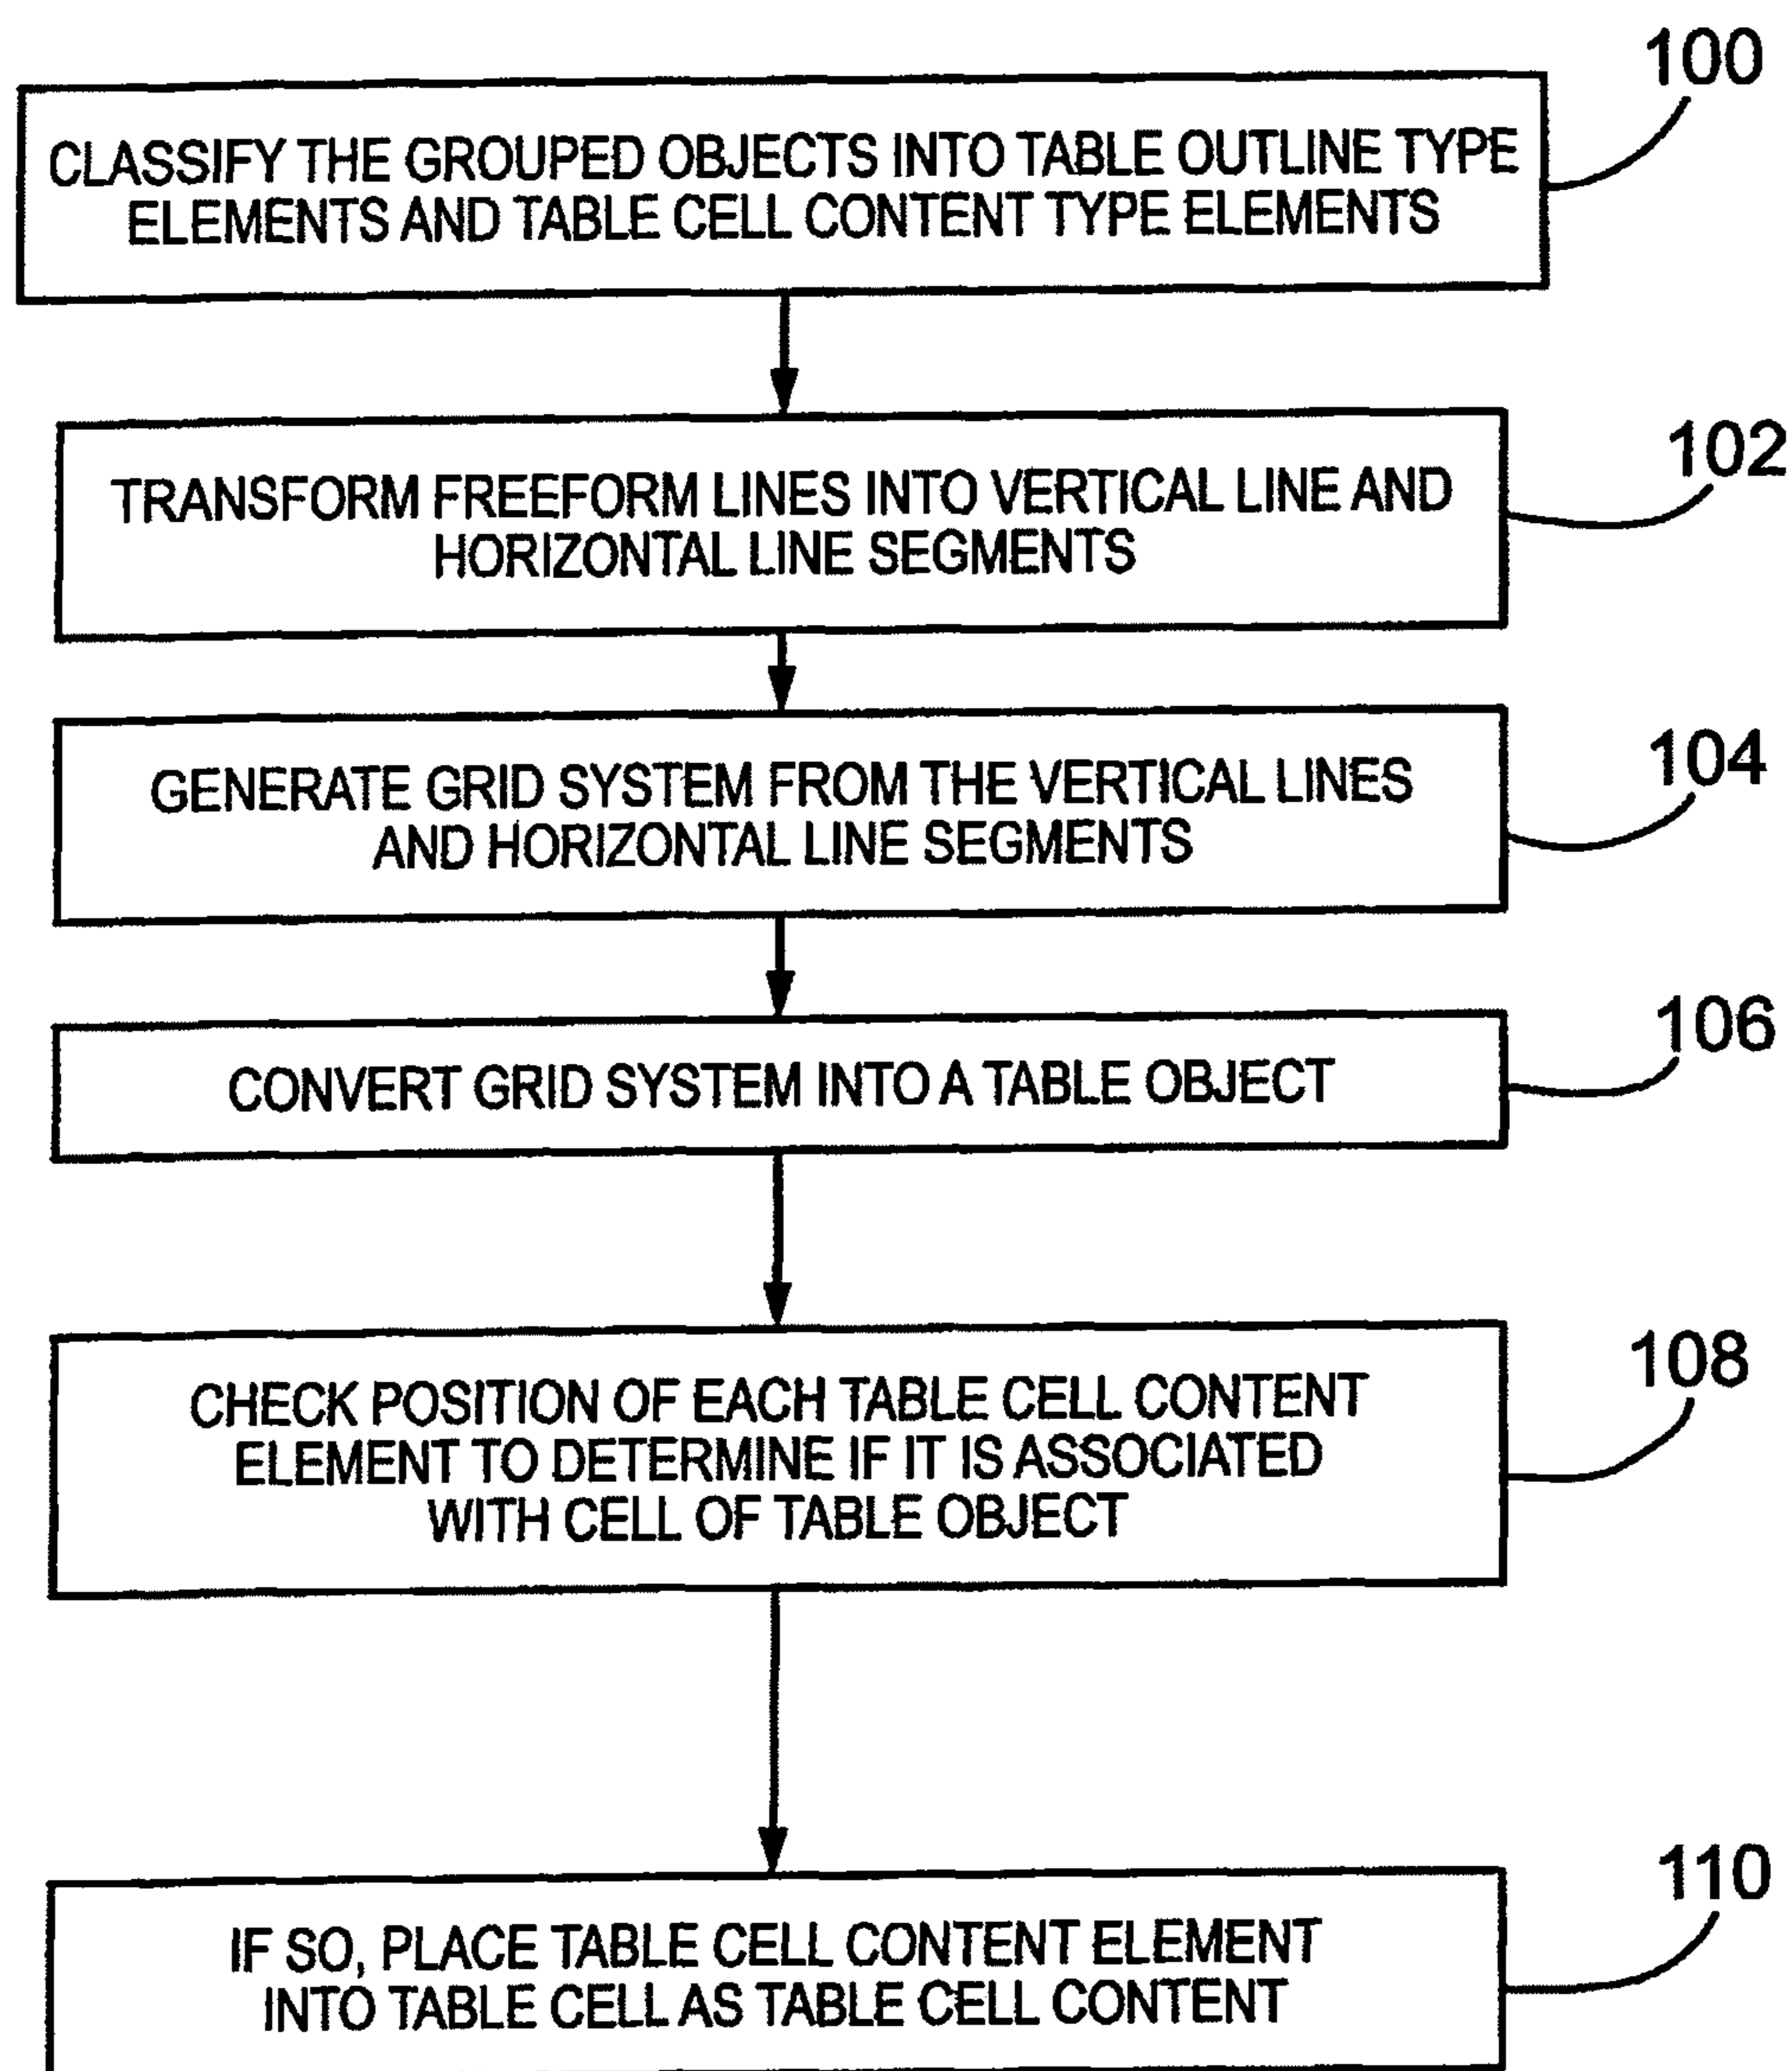 100
CLASSIFY THE GROUPED OBJECTS INTO TABLE OUTLINE TYPE
ELEMENTS AND TABLE CELL CONTENT TYPE ELEMENTS
102
TRANSFORM FREEFORM LINES INTO VERTICAL LINE AND
HORIZONTAL LINE SEGMENTS
104
GENERATE GRID SYSTEM FROM THE VERTICAL LINES
AND HORIZONTAL LINE SEGMENTS
106
CONVERT GRID SYSTEM INTO A TABLE OBJECT
108
CHECK POSITION OF EACH TABLE CELL CONTENT
ELEMENT TO DETERMINE IF IT IS ASSOCIATED
WITH CELL OF TABLE OBJECT
110
IF SO, PLACE TABLE CELL CONTENT ELEMENT
INTO TABLE CELL AS TABLE CELL CONTENT